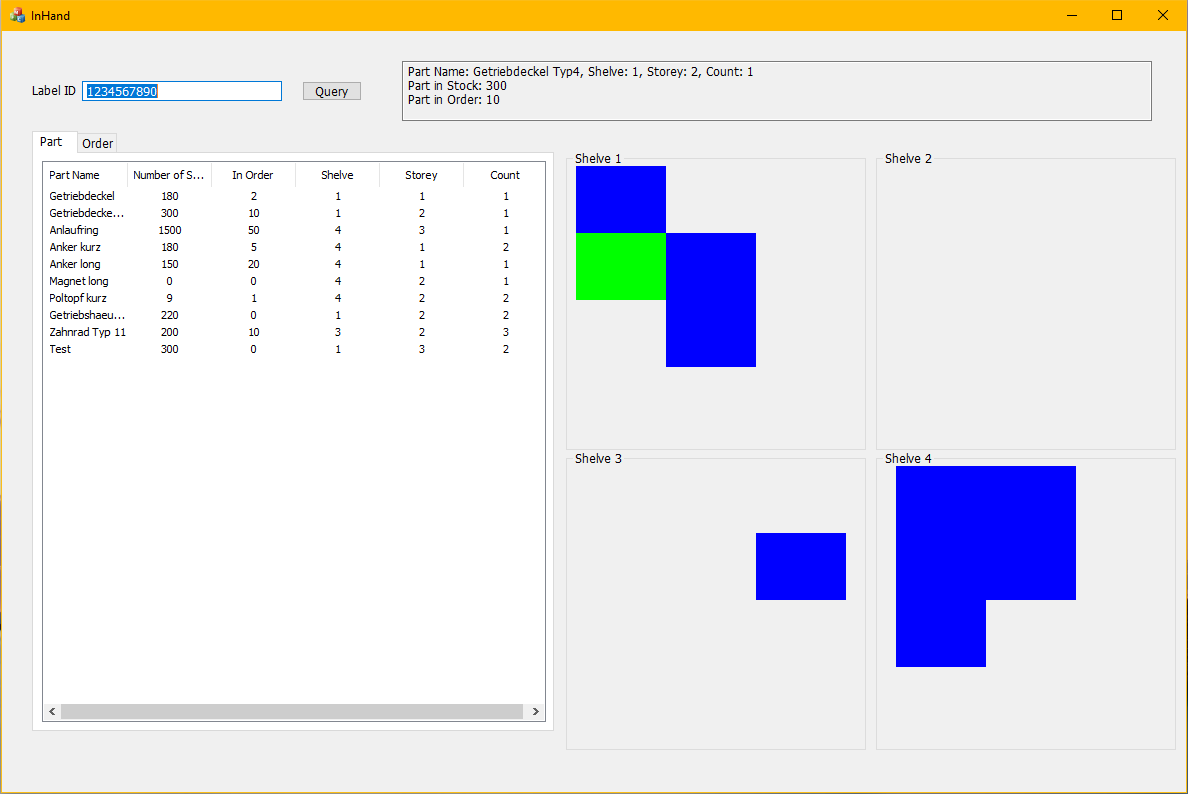 InHand
Label ID 1234567890 Query
Part Name: Getriebdeckel Typ4, Shelve: 1, Storey: 2, Count: 1
Part in Stock: 300
Part in Order: 10
Part Order
Part Name Number of S... In Order Shelve Storey Count
Getriebdeckel 180 2 1 1 1
Getriebdecke... 300 10 1 2 1
Anlaufring 1500 50 4 3 1
Anker kurz 180 5 4 1 2
Anker long 150 20 4 1 1
Magnet long 0 0 4 2 1
Poltopf kurz 9 1 4 2 2
Getriebshaeu... 220 0 1 2 2
Zahnrad Typ 11 200 10 3 2 3
Test 300 0 1 3 2
Shelve 1
Shelve 2
Shelve 3
Shelve 4